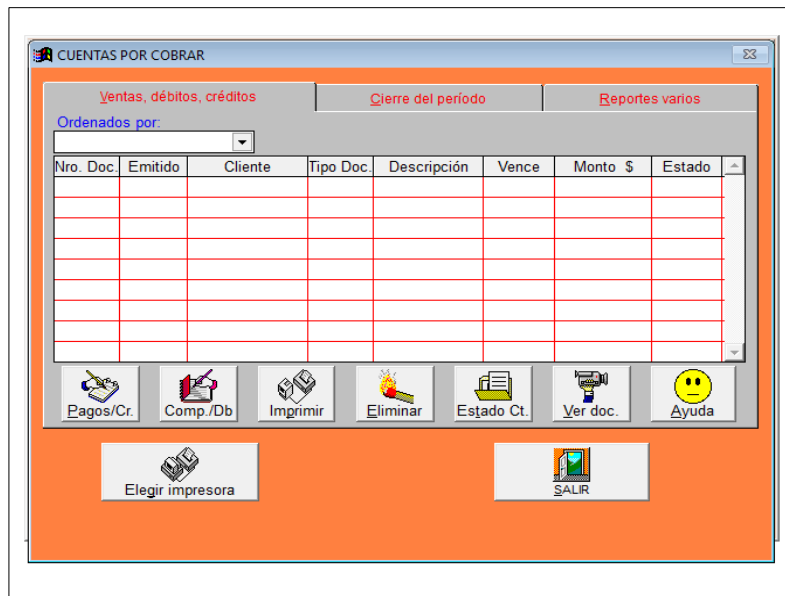 CUENTAS POR COBRAR
Ventas, débitos, créditos Cierre del período Reportes varios
Ordenados por:
Nro. Doc. Emitido Cliente Tipo Doc. Descripción Vence Monto $ Estado
Pagos/Cr. Comp./Db Imprimir Eliminar Estado Ct. Ver doc. Ayuda
Elegir impresora SALIR